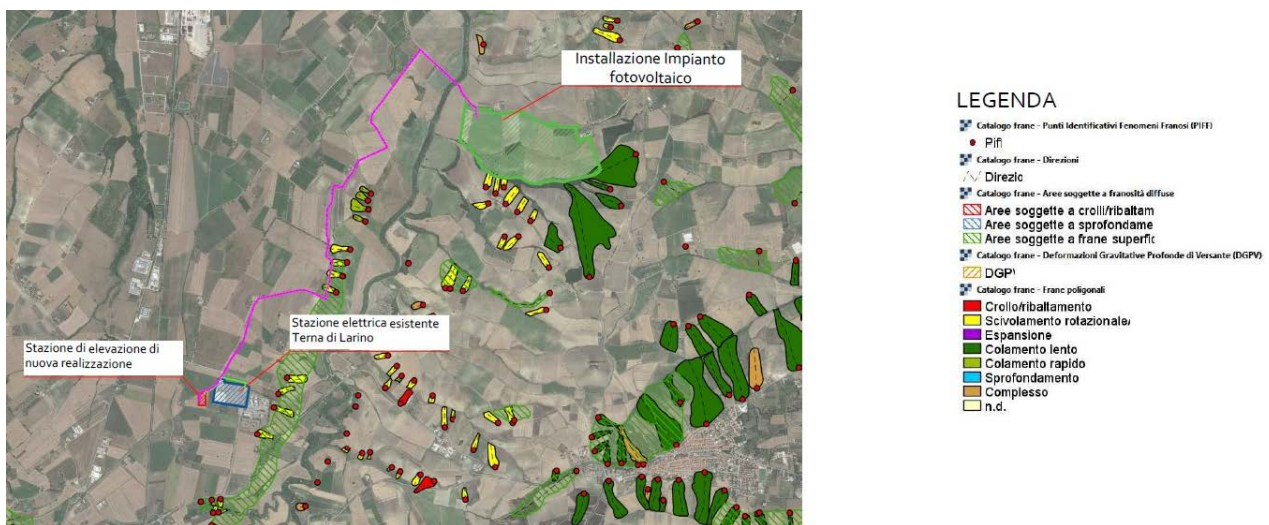 Installazione Impianto
fotovoltaico
Stazione elettrica esistente
Terna di Larino
Stazione di elevazione di
nuova realizzazione
LEGENDA
Catalogo frane - Punti Identificativi Fenomeni Franosi (PIFF)
Piff
Catalogo frane - Direzioni
Direzio
Catalogo frane - Aree soggette a franosità diffuse
Aree soggette a crolli/ribaltam
Aree soggette a sprofondame
Aree soggette a frane superfic
Catalogo frane - Deformazioni Gravitative Profonde di Versante (DGPV)
DGPV
Catalogo frane - Frane poligonali
Crollo/ribaltamento
Scivolamento rotazionale/
Espansione
Colamento lento
Colamento rapido
Sprofondamento
Complesso
n.d.